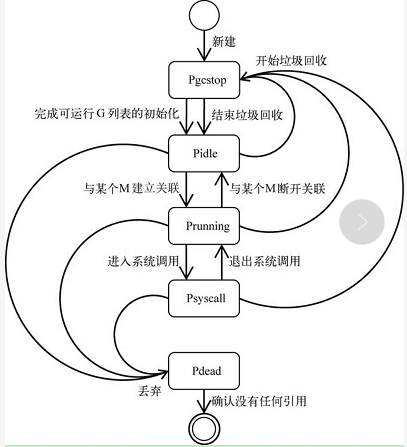 新建
开始垃圾回收
Pgcstop
完成可运行 G 列表的初始化
结束垃圾回收
Pidle
与某个M 建立关联
与某个M断开关联
Prunning
进入系统调用
退出系统调用
Psyscall
Pdead
丢弃
确认没有任何引用